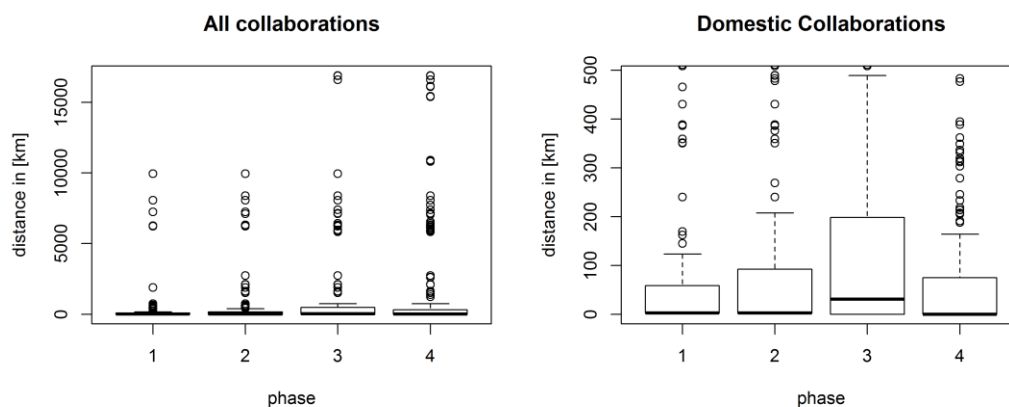 All collaborations
distance in [km]
15000
10000
5000
0
1 2 3 4
phase
Domestic Collaborations
distance in [km]
500
400
300
200
100
0
1 2 3 4
phase